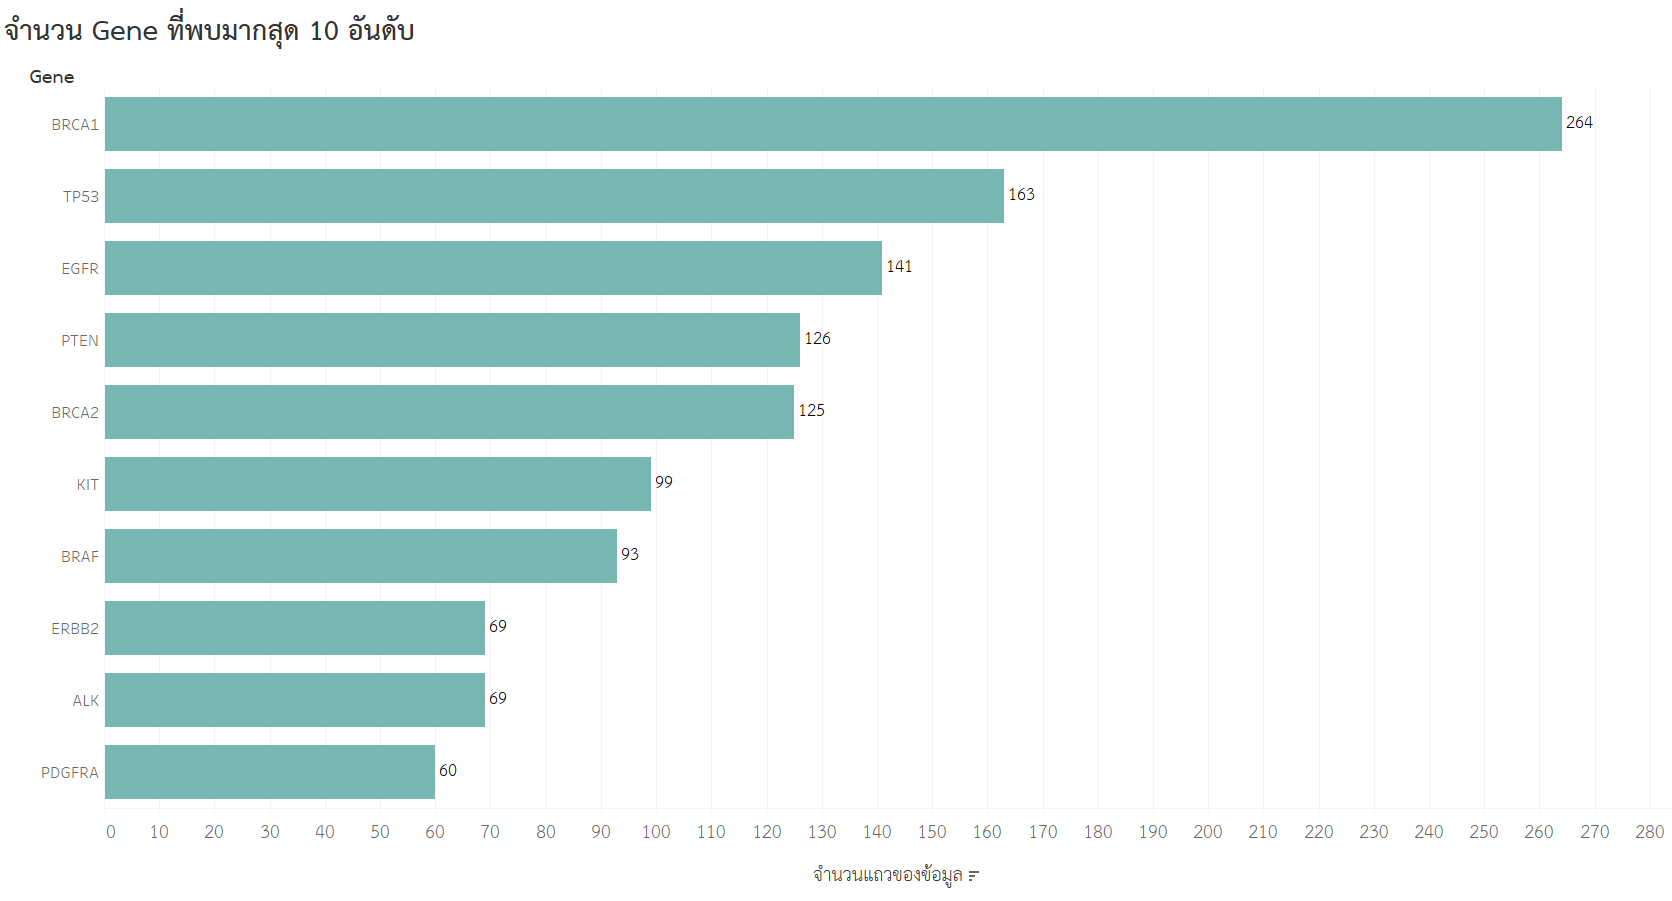 จำนวน Gene ที่พบมากสุด 10 อันดับ
Gene
BRCA1 264
TP53 163
EGFR 141
PTEN 126
BRCA2 125
KIT 99
BRAF 93
ERBB2 69
ALK 69
PDGFRA 60
0 10 20 30 40 50 60 70 80 90 100 110 120 130 140 150 160 170 180 190 200 210 220 230 240 250 260 270 280
จำนวนแถวของข้อมูล